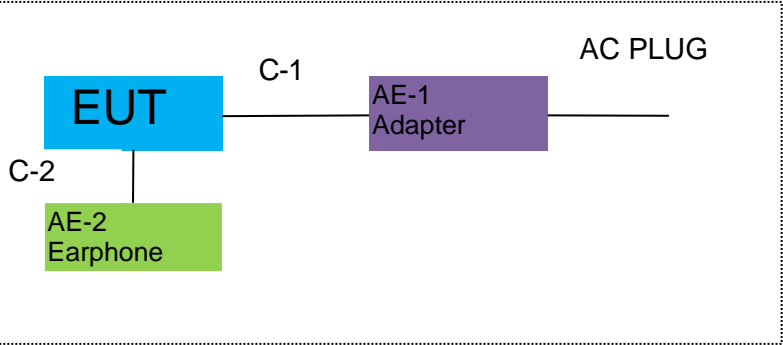 AC PLUG
C-1
EUT
AE-1
Adapter
C-2
AE-2
Earphone